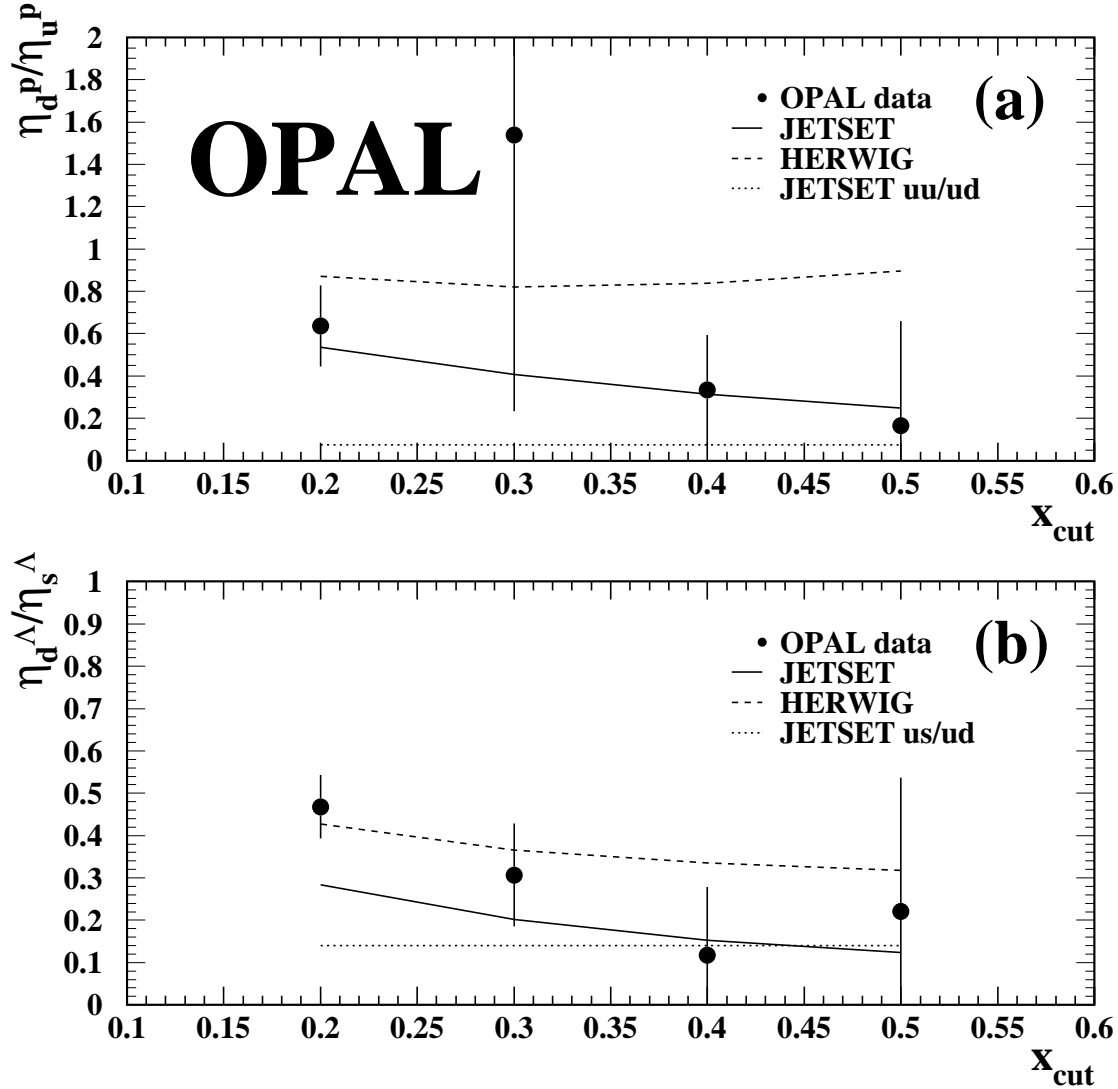 η_d^p/η_u^p
2
1.8
1.6
1.4
1.2
1
0.8
0.6
0.4
0.2
0
OPAL
(a)
OPAL data
JETSET
HERWIG
JETSET uu/ud
0.1 0.15 0.2 0.25 0.3 0.35 0.4 0.45 0.5 0.55 0.6
x_cut
η_d^Λ/η_s^Λ
1
0.9
0.8
0.7
0.6
0.5
0.4
0.3
0.2
0.1
0
(b)
OPAL data
JETSET
HERWIG
JETSET us/ud
0.1 0.15 0.2 0.25 0.3 0.35 0.4 0.45 0.5 0.55 0.6
x_cut